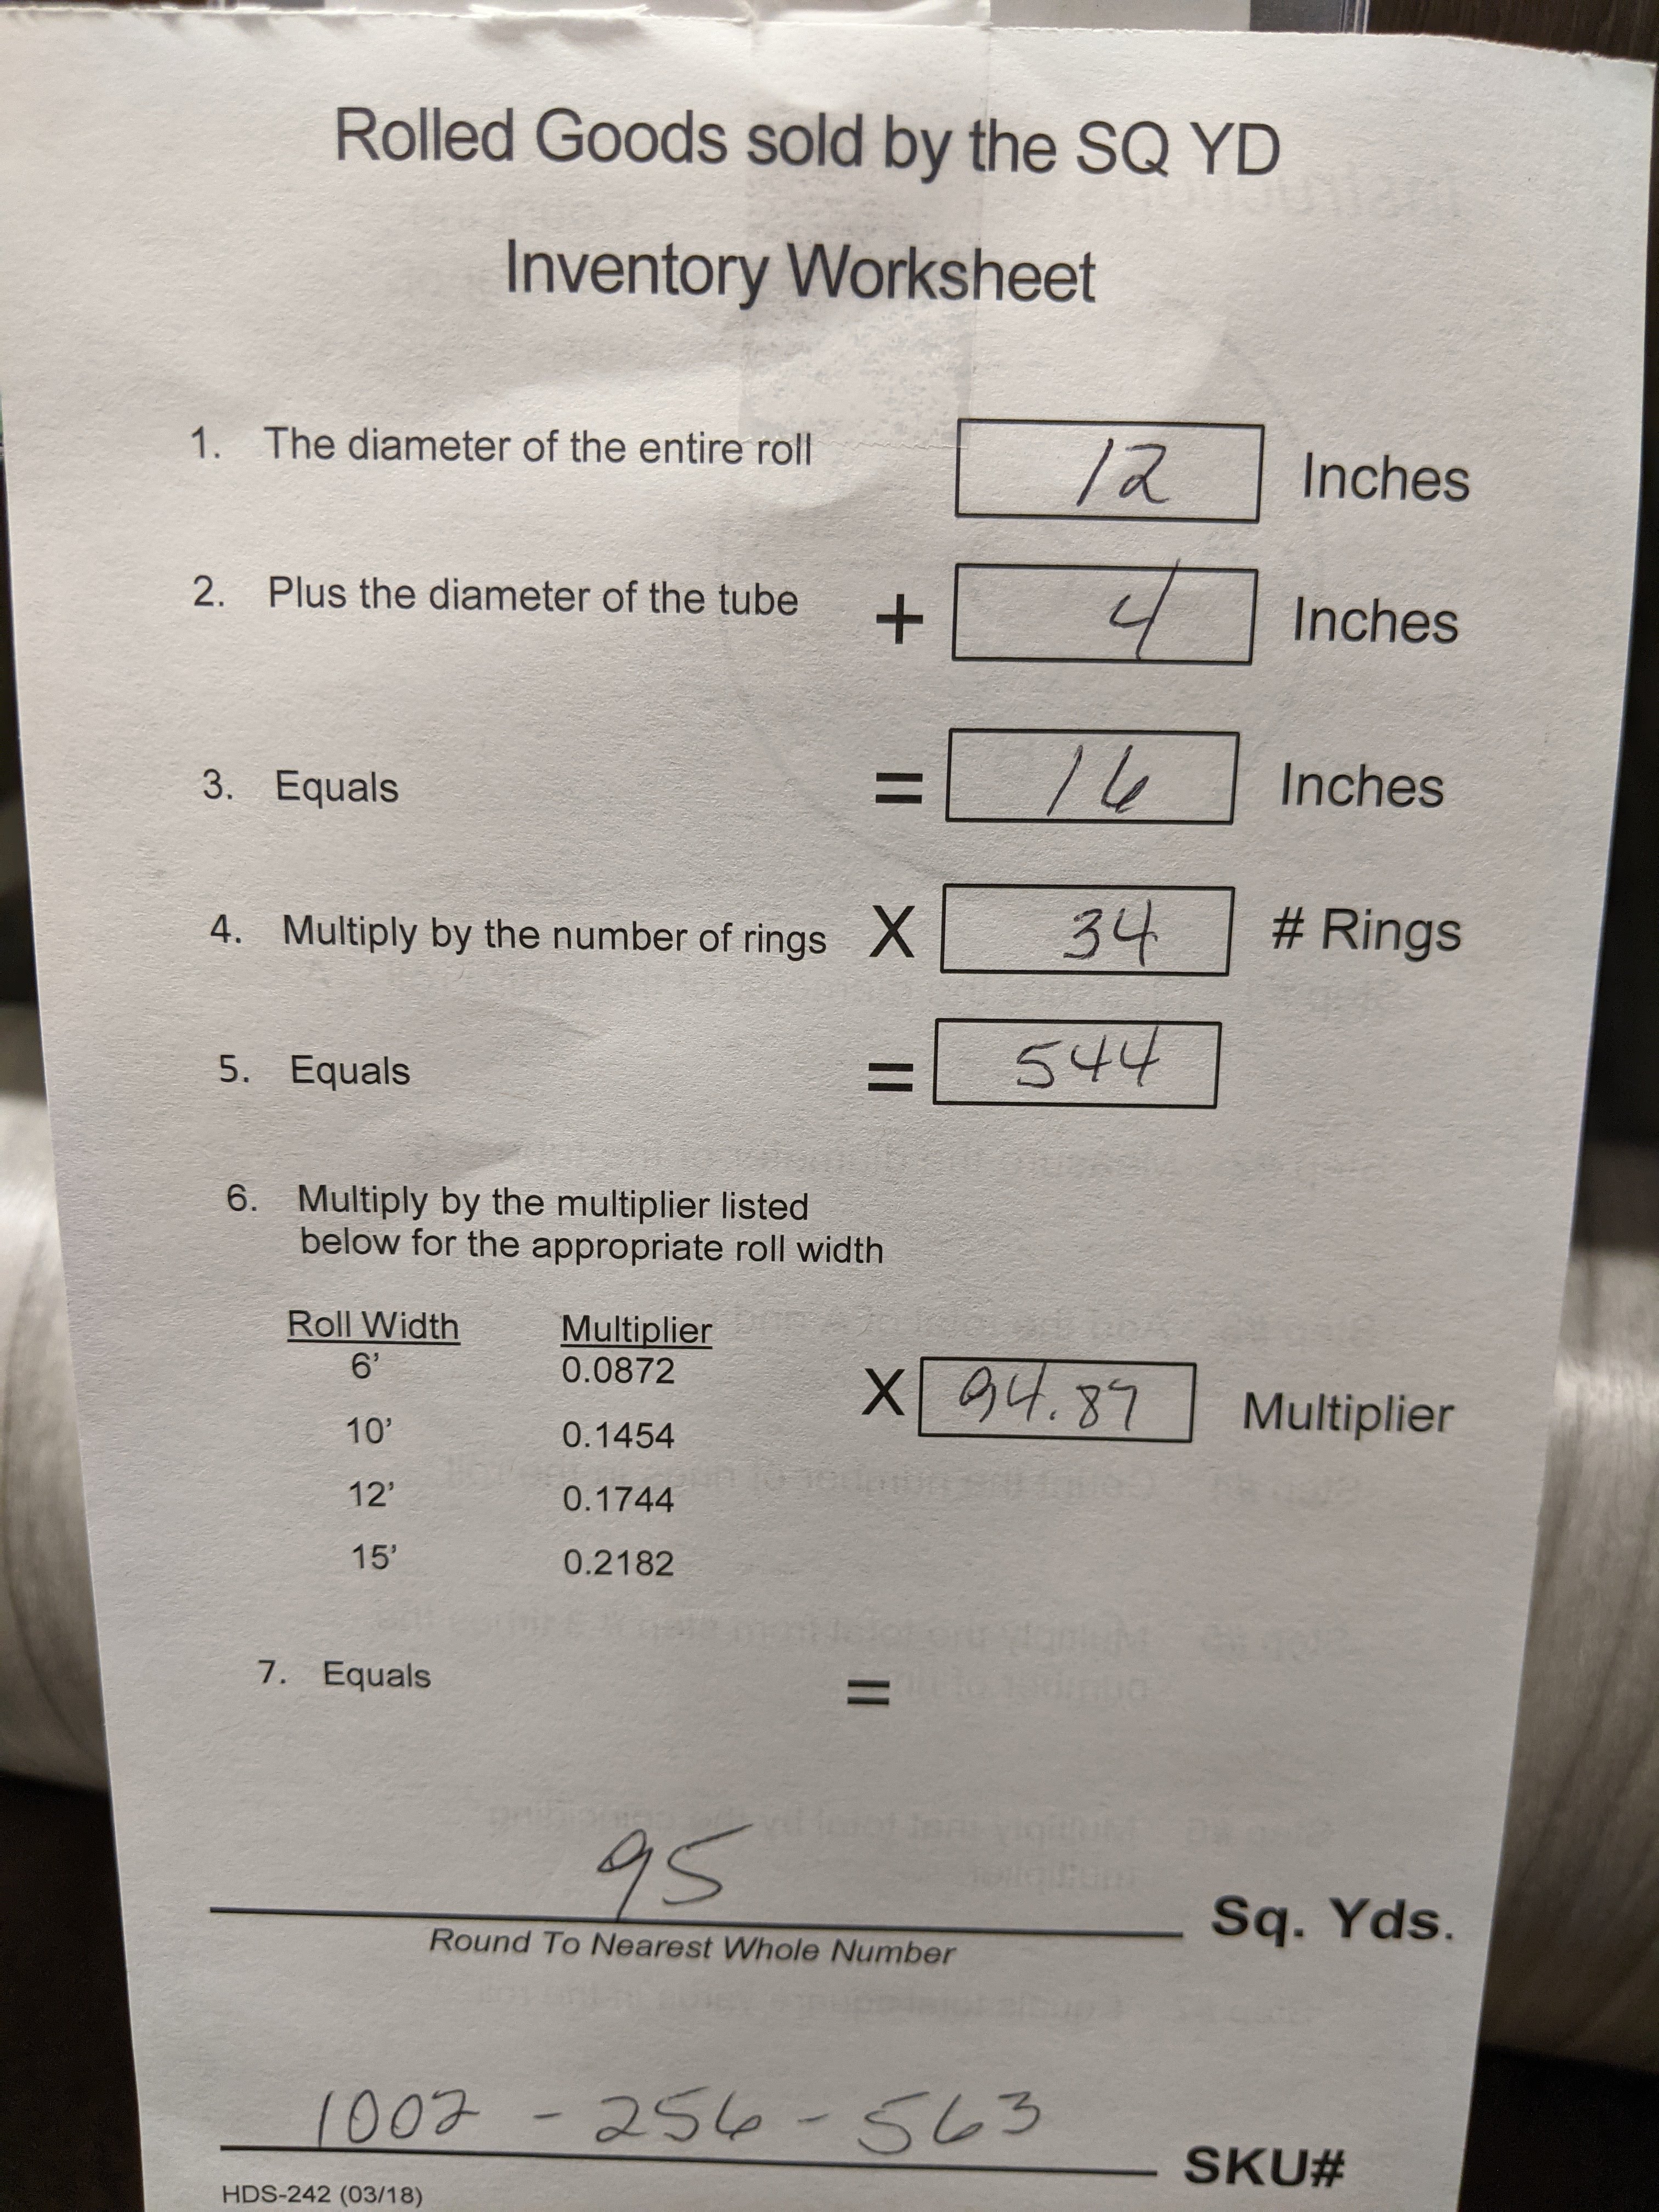 Rolled Goods sold by the SQ YD
Inventory Worksheet
1. The diameter of the entire roll 12 Inches
2. Plus the diameter of the tube + 4 Inches
3. Equals = 16 Inches
4. Multiply by the number of rings X 34 # Rings
5. Equals = 544
6. Multiply by the multiplier listed
below for the appropriate roll width
Roll Width Multiplier
6' 0.0872
X 94.87 Multiplier
10' 0.1454
12' 0.1744
15' 0.2182
7. Equals =
95 Sq. Yds.
Round To Nearest Whole Number
1002 - 256 - 563 SKU#
HDS-242 (03/18)